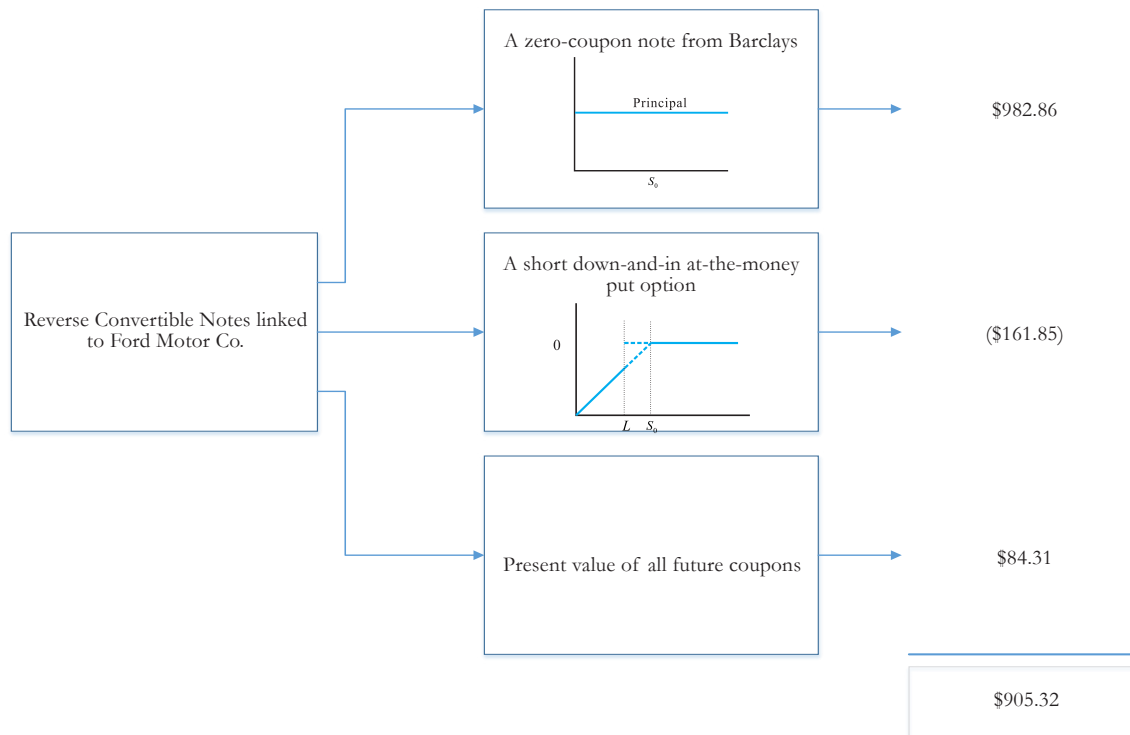 A zero-coupon note from Barclays
Principal
S₀
$982.86
Reverse Convertible Notes linked
to Ford Motor Co.
A short down-and-in at-the-money
put option
0
L S₀
($161.85)
Present value of all future coupons
$84.31
$905.32